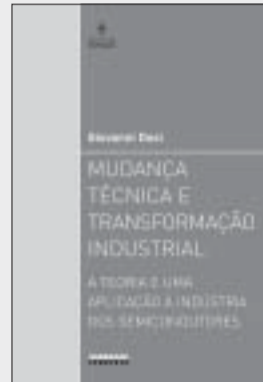 Giovanni Dosi
MUDANÇA
TÉCNICA E
TRANSFORMAÇÃO
INDUSTRIAL
A TEORIA E UMA
APLICAÇÃO À INDÚSTRIA
DOS SEMICONDUTORES